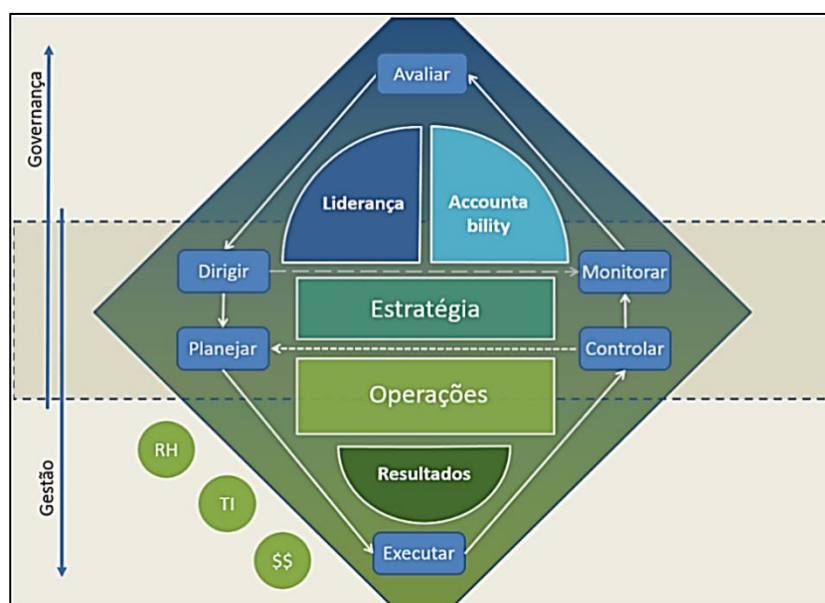 Governança
Avaliar
Liderança
Accounta
bility
Dirigir
Monitorar
Estratégia
Planejar
Controlar
Operações
Gestão
RH
Resultados
TI
$$
Executar